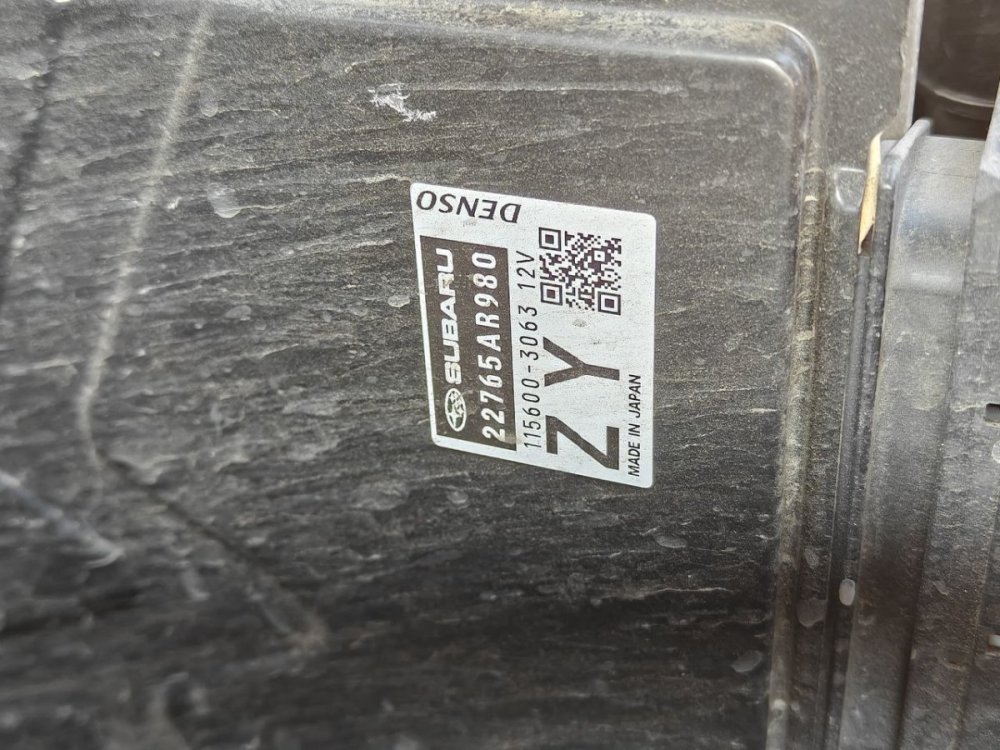 DENSO
SUBARU
22765AR980
115600-3063 12V
ZY
MADE IN JAPAN